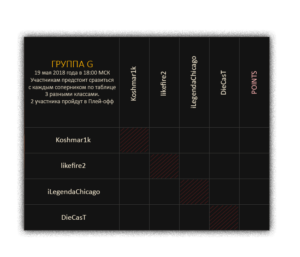 ГРУППА G
19 мая 2018 года в 18:00 МСК
Участникам предстоит сразиться
с каждым соперником по таблице
3 разными классами.
2 участника пройдут в Плей-офф
Koshmar1k
likefire2
iLegendaChicago
DieCasT
POINTS
Koshmar1k
likefire2
iLegendaChicago
DieCasT